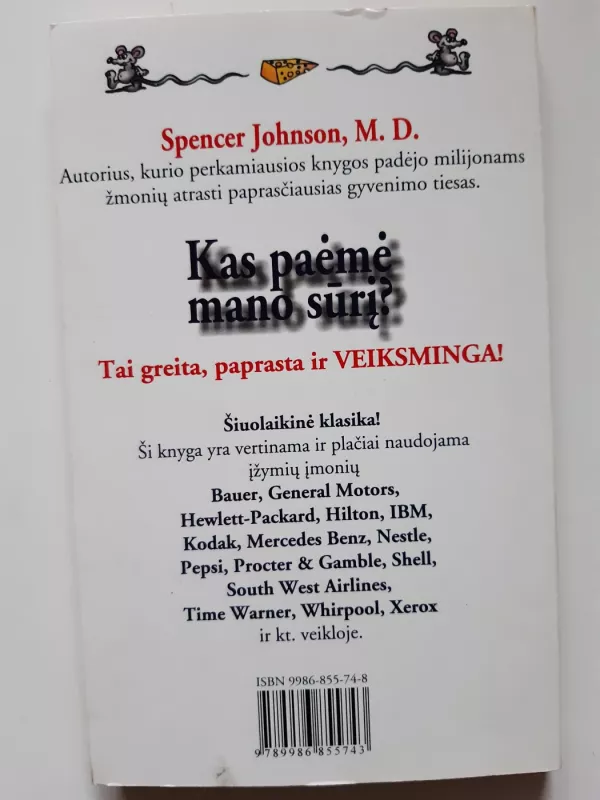 Spencer Johnson, M. D.
Autorius, kurio perkamiausios knygos padėjo milijonams
žmonių atrasti paprasčiausias gyvenimo tiesas.
Kas paėmė
mano sūrį?
Tai greita, paprasta ir VEIKSMINGA!
Šiuolaikinė klasika!
Ši knyga yra vertinama ir plačiai naudojama
įžymių įmonių
Bauer, General Motors,
Hewlett-Packard, Hilton, IBM,
Kodak, Mercedes Benz, Nestle,
Pepsi, Procter & Gamble, Shell,
South West Airlines,
Time Warner, Whirpool, Xerox
ir kt. veikloje.
ISBN 9986-855-74-8
9 789986 855743